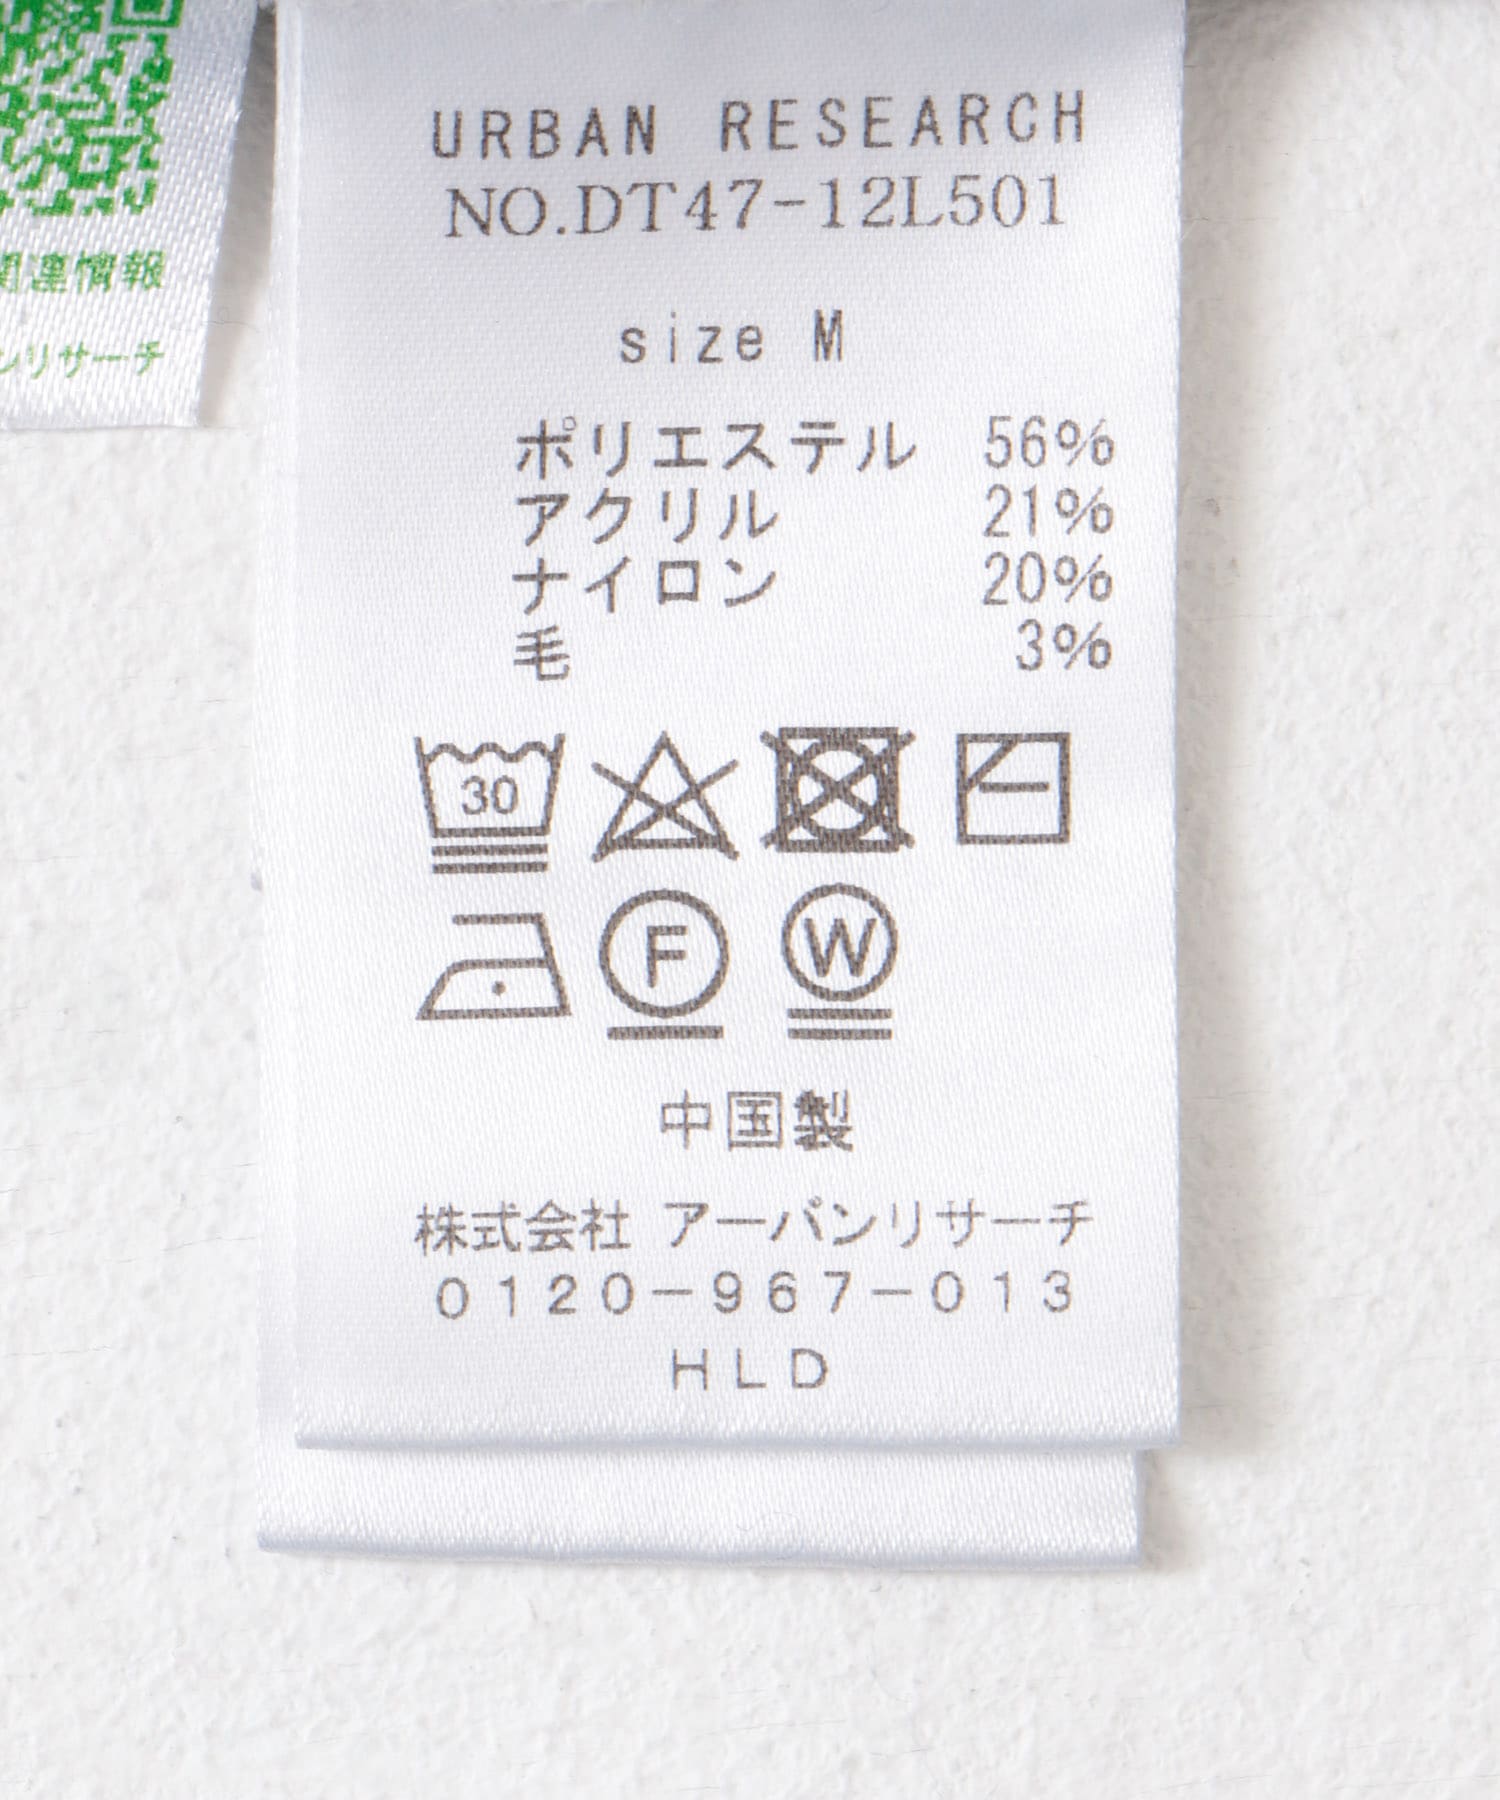 URBAN RESEARCH
NO.DT47-12L501
size M
ポリエステル 56%
アクリル 21%
ナイロン 20%
毛 3%
30
F
W
中国製
株式会社 アーバンリサーチ
0120-967-013
HLD
関連情報
ンリサーチ